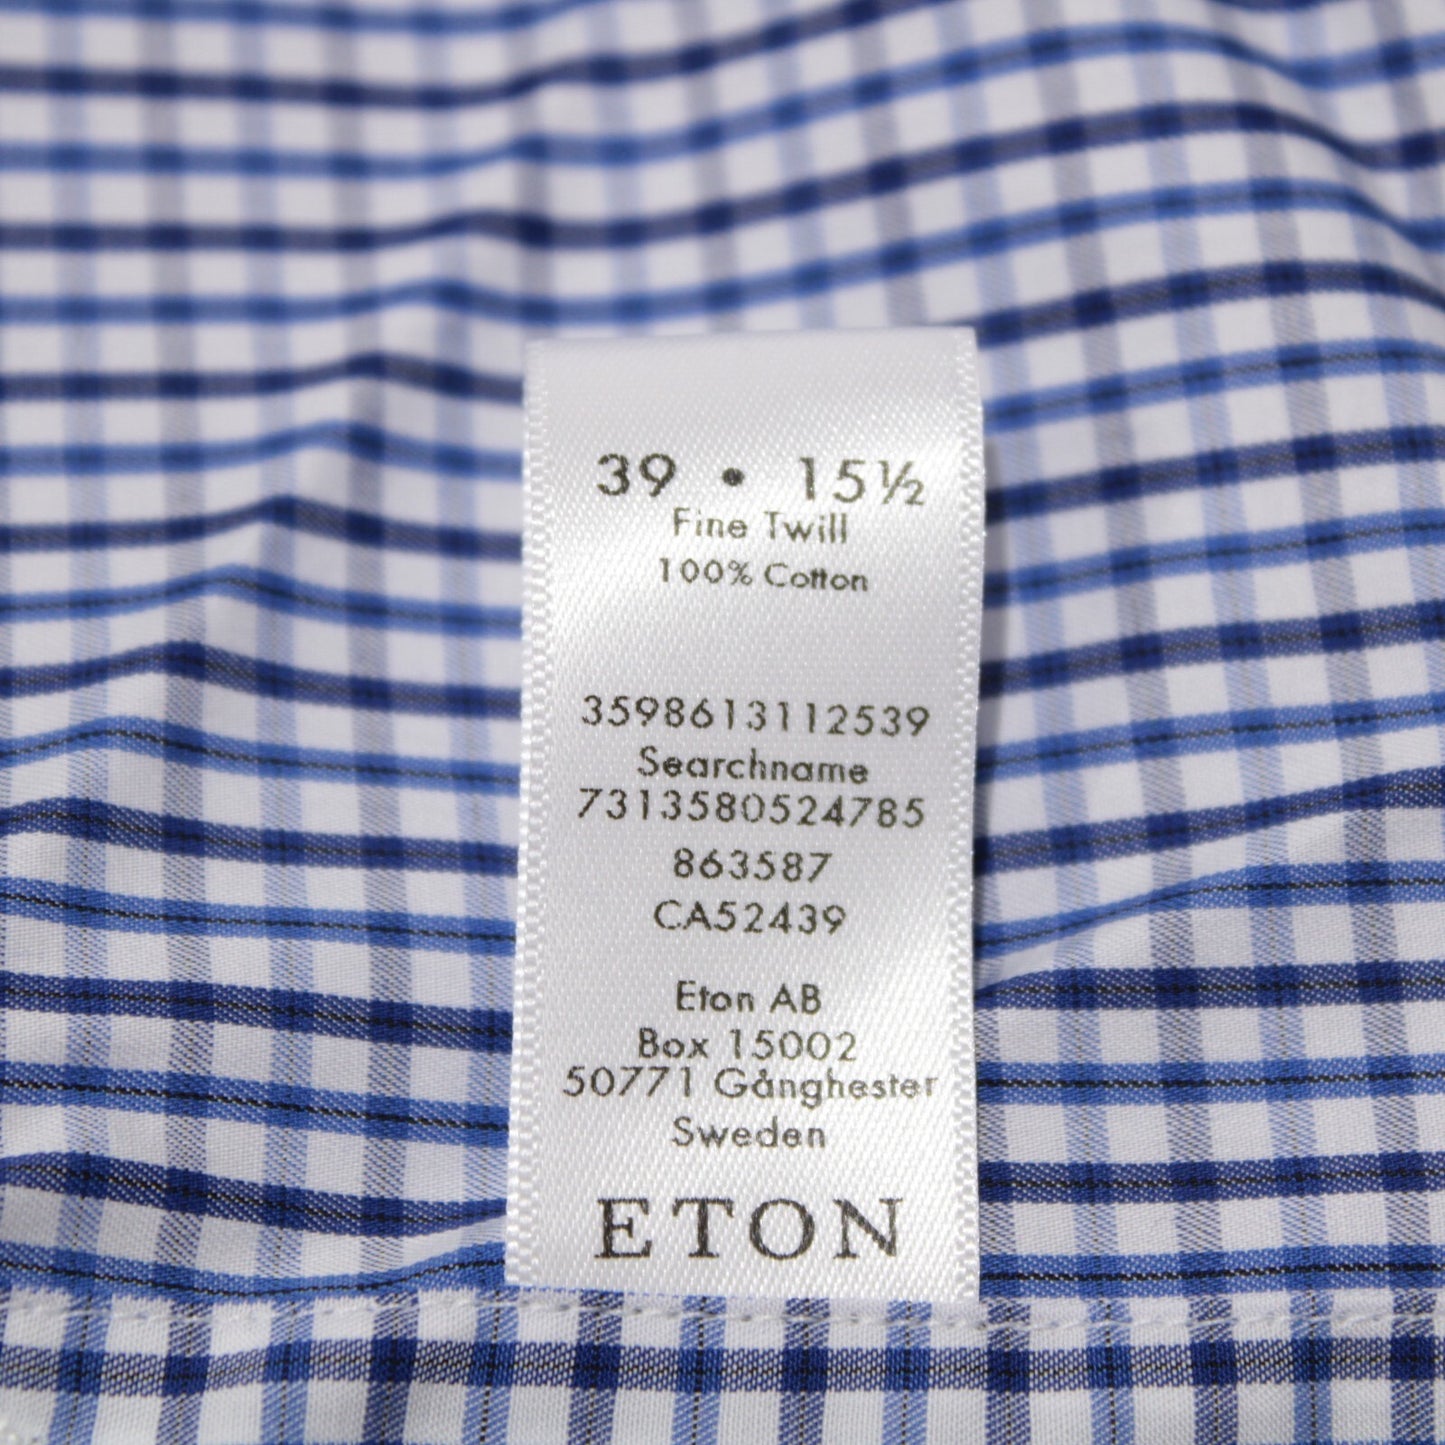 39 • 15½
Fine Twill
100% Cotton
3598613112539
Searchname
7313580524785
863587
CA52439
Eton AB
Box 15002
50771 Gånghester
Sweden
ETON